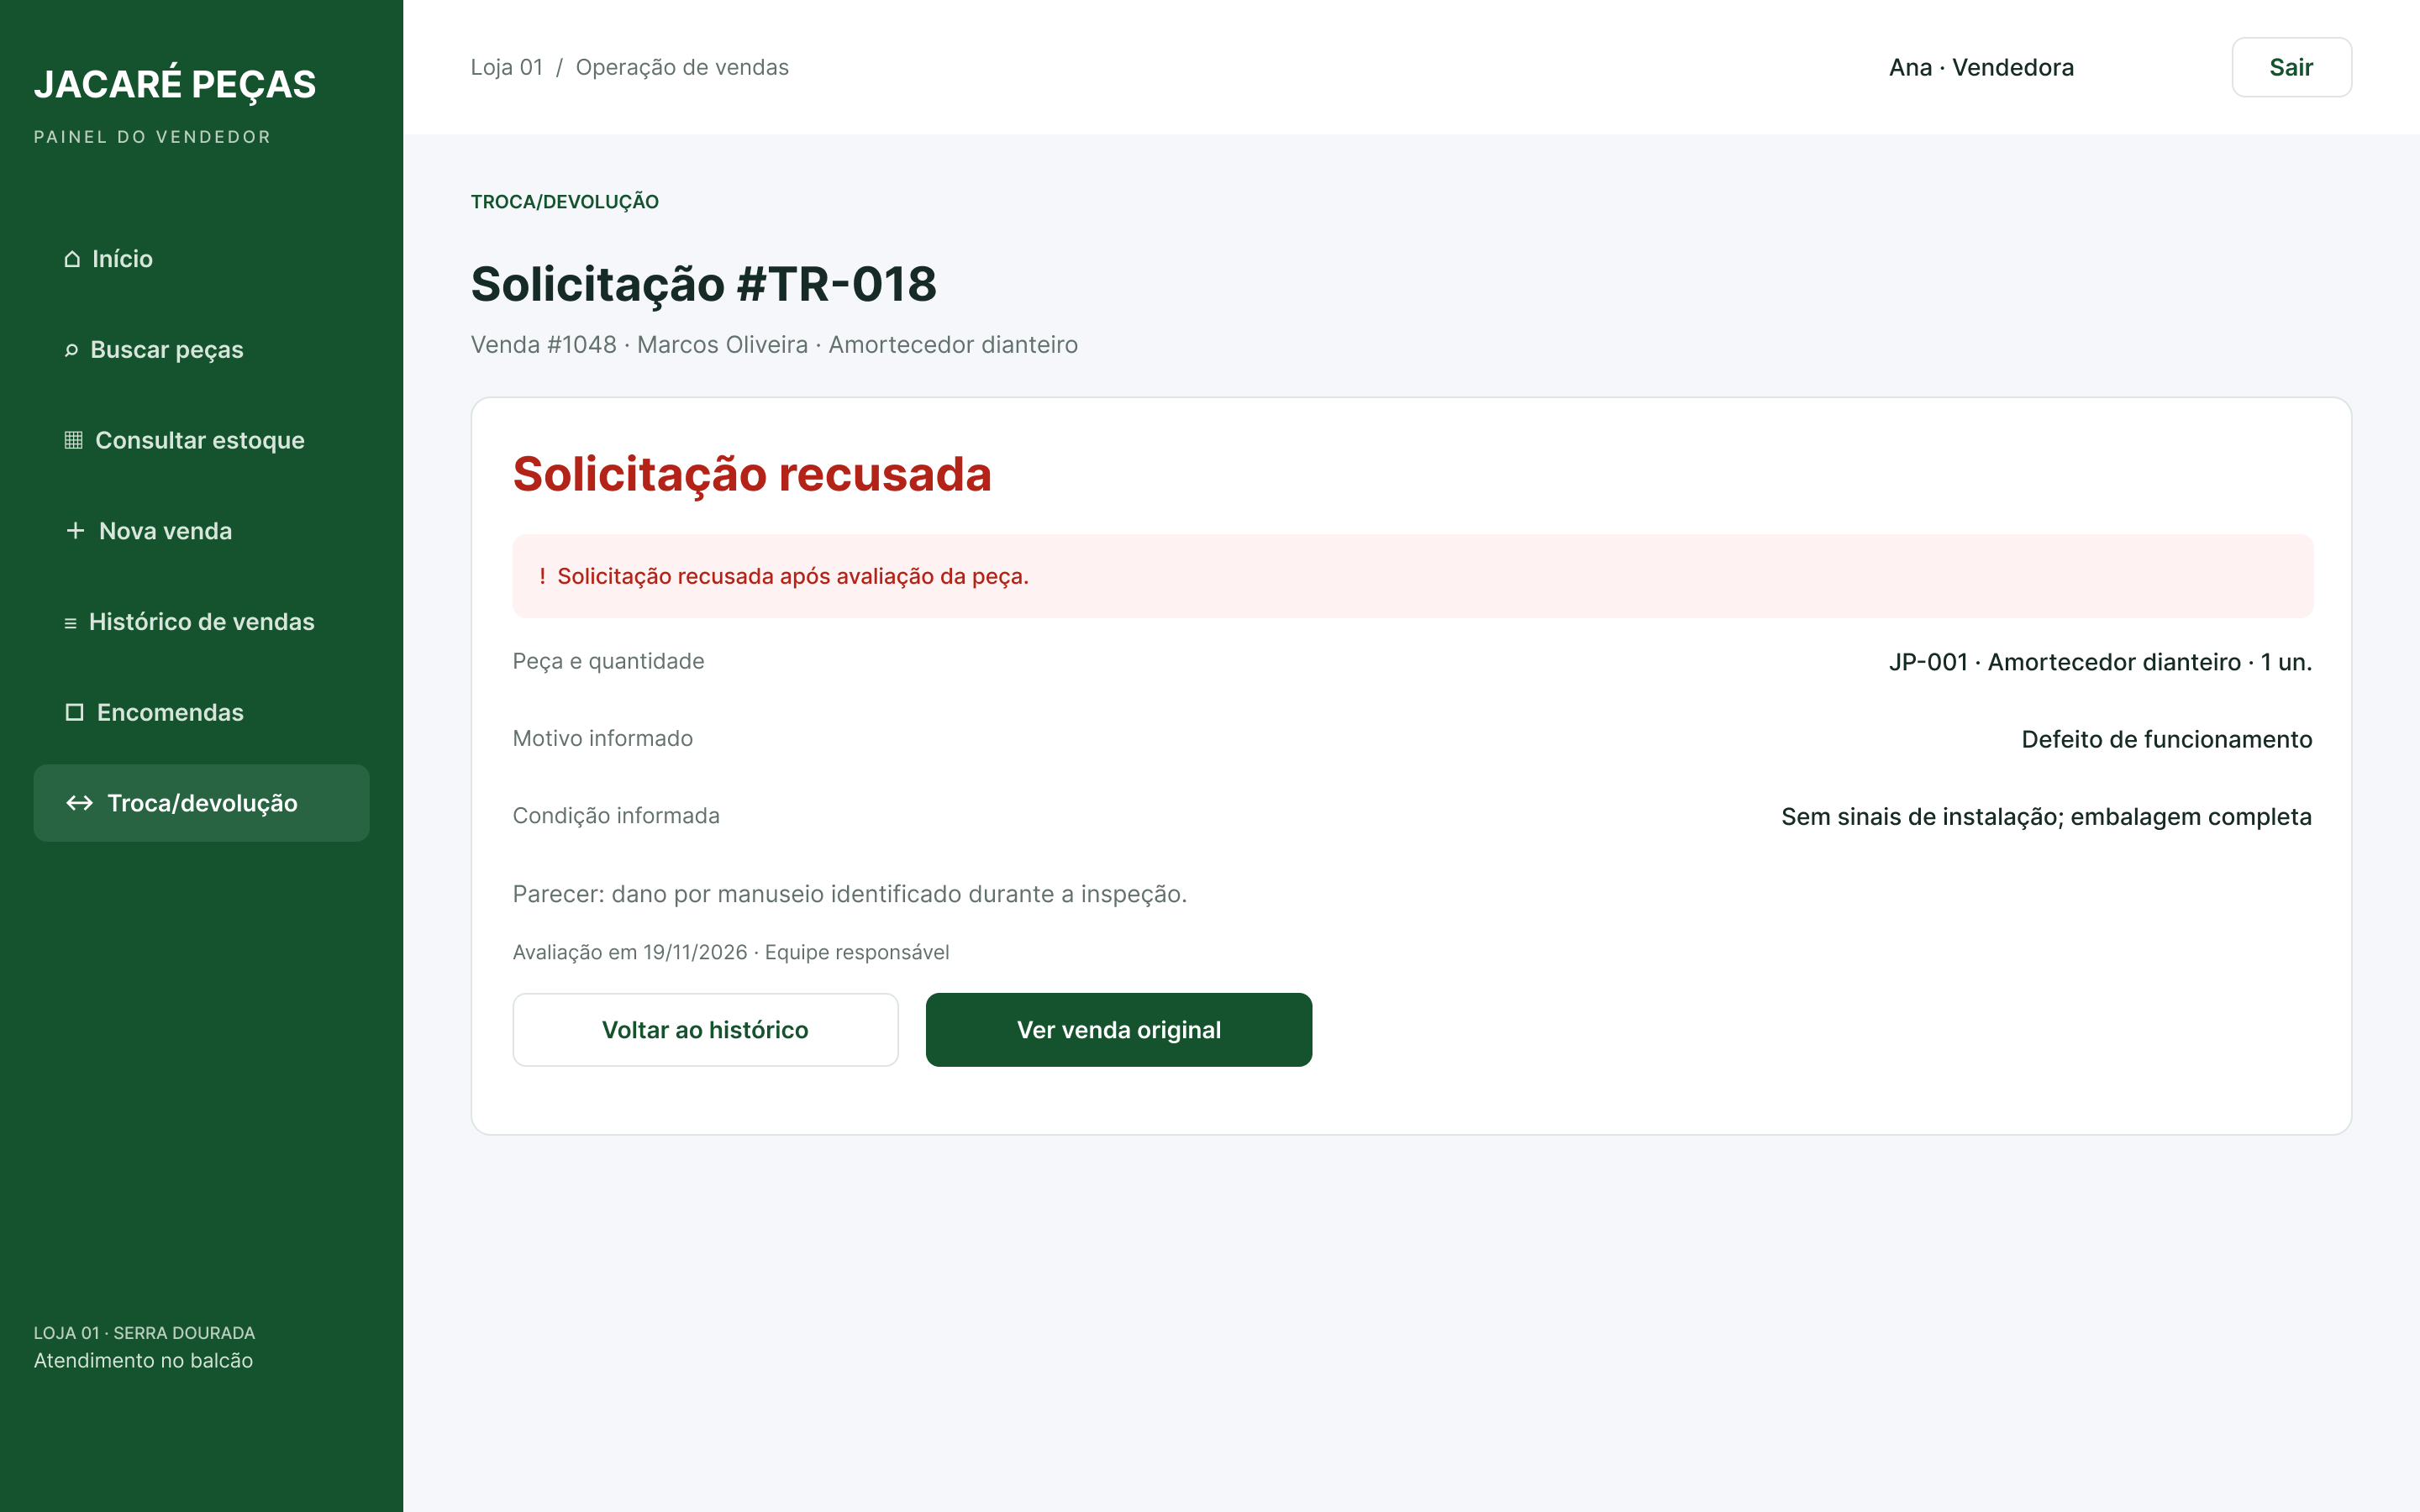 JACARÉ PEÇAS
PAINEL DO VENDEDOR
Início
Buscar peças
Consultar estoque
Nova venda
Histórico de vendas
Encomendas
Troca/devolução
LOJA 01 · SERRA DOURADA
Atendimento no balcão
Loja 01 / Operação de vendas
Ana · Vendedora
Sair
TROCA/DEVOLUÇÃO
Solicitação #TR-018
Venda #1048 · Marcos Oliveira · Amortecedor dianteiro
Solicitação recusada
! Solicitação recusada após avaliação da peça.
Peça e quantidade JP-001 · Amortecedor dianteiro · 1 un.
Motivo informado Defeito de funcionamento
Condição informada Sem sinais de instalação; embalagem completa
Parecer: dano por manuseio identificado durante a inspeção.
Avaliação em 19/11/2026 · Equipe responsável
Voltar ao histórico Ver venda original